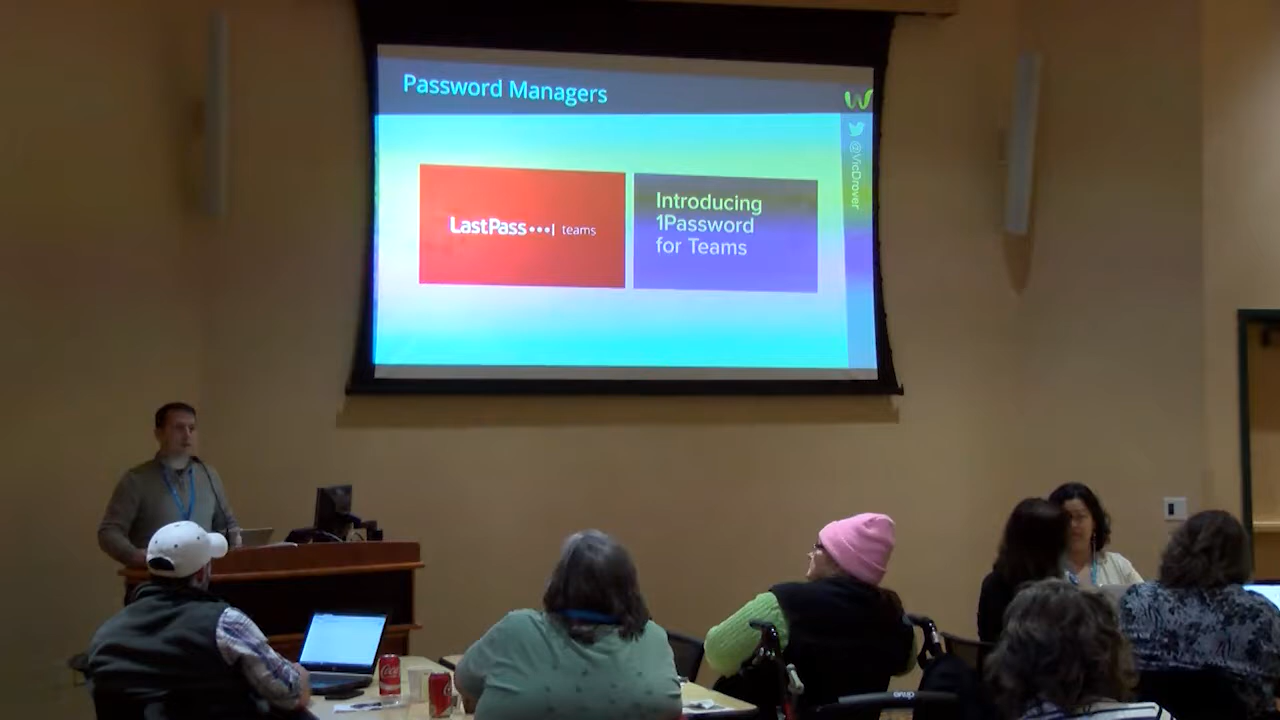 Password Managers
@VicDrover
LastPass •••| teams
Introducing
1Password
for Teams